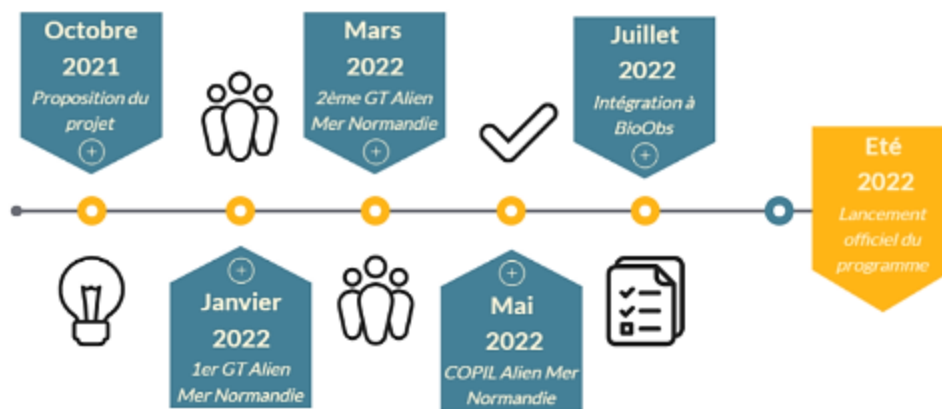 Octobre
2021
Proposition du
projet
Janvier
2022
1er GT Alien
Mer Normandie
Mars
2022
2ème GT Alien
Mer Normandie
Mai
2022
COPIL Alien Mer
Normandie
Juillet
2022
Intégration à
BioObs
Eté
2022
Lancement
officiel du
programme